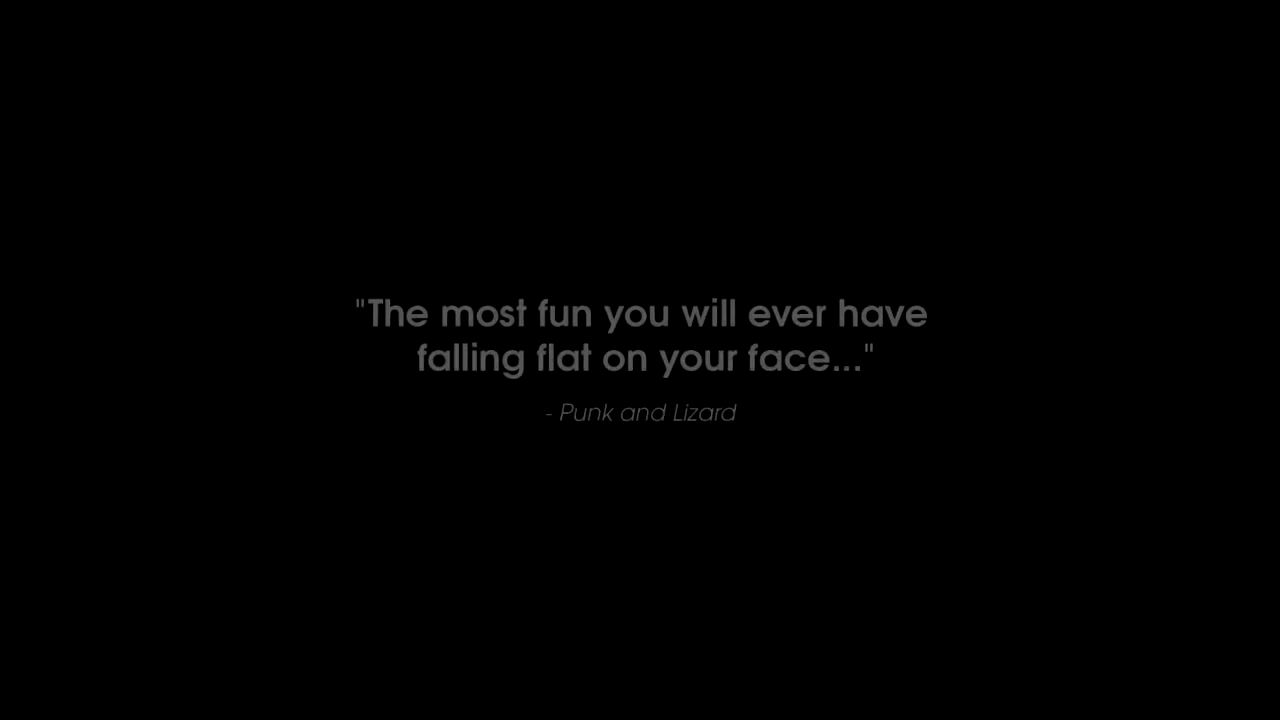 "The most fun you will ever have
falling flat on your face..."
- Punk and Lizard